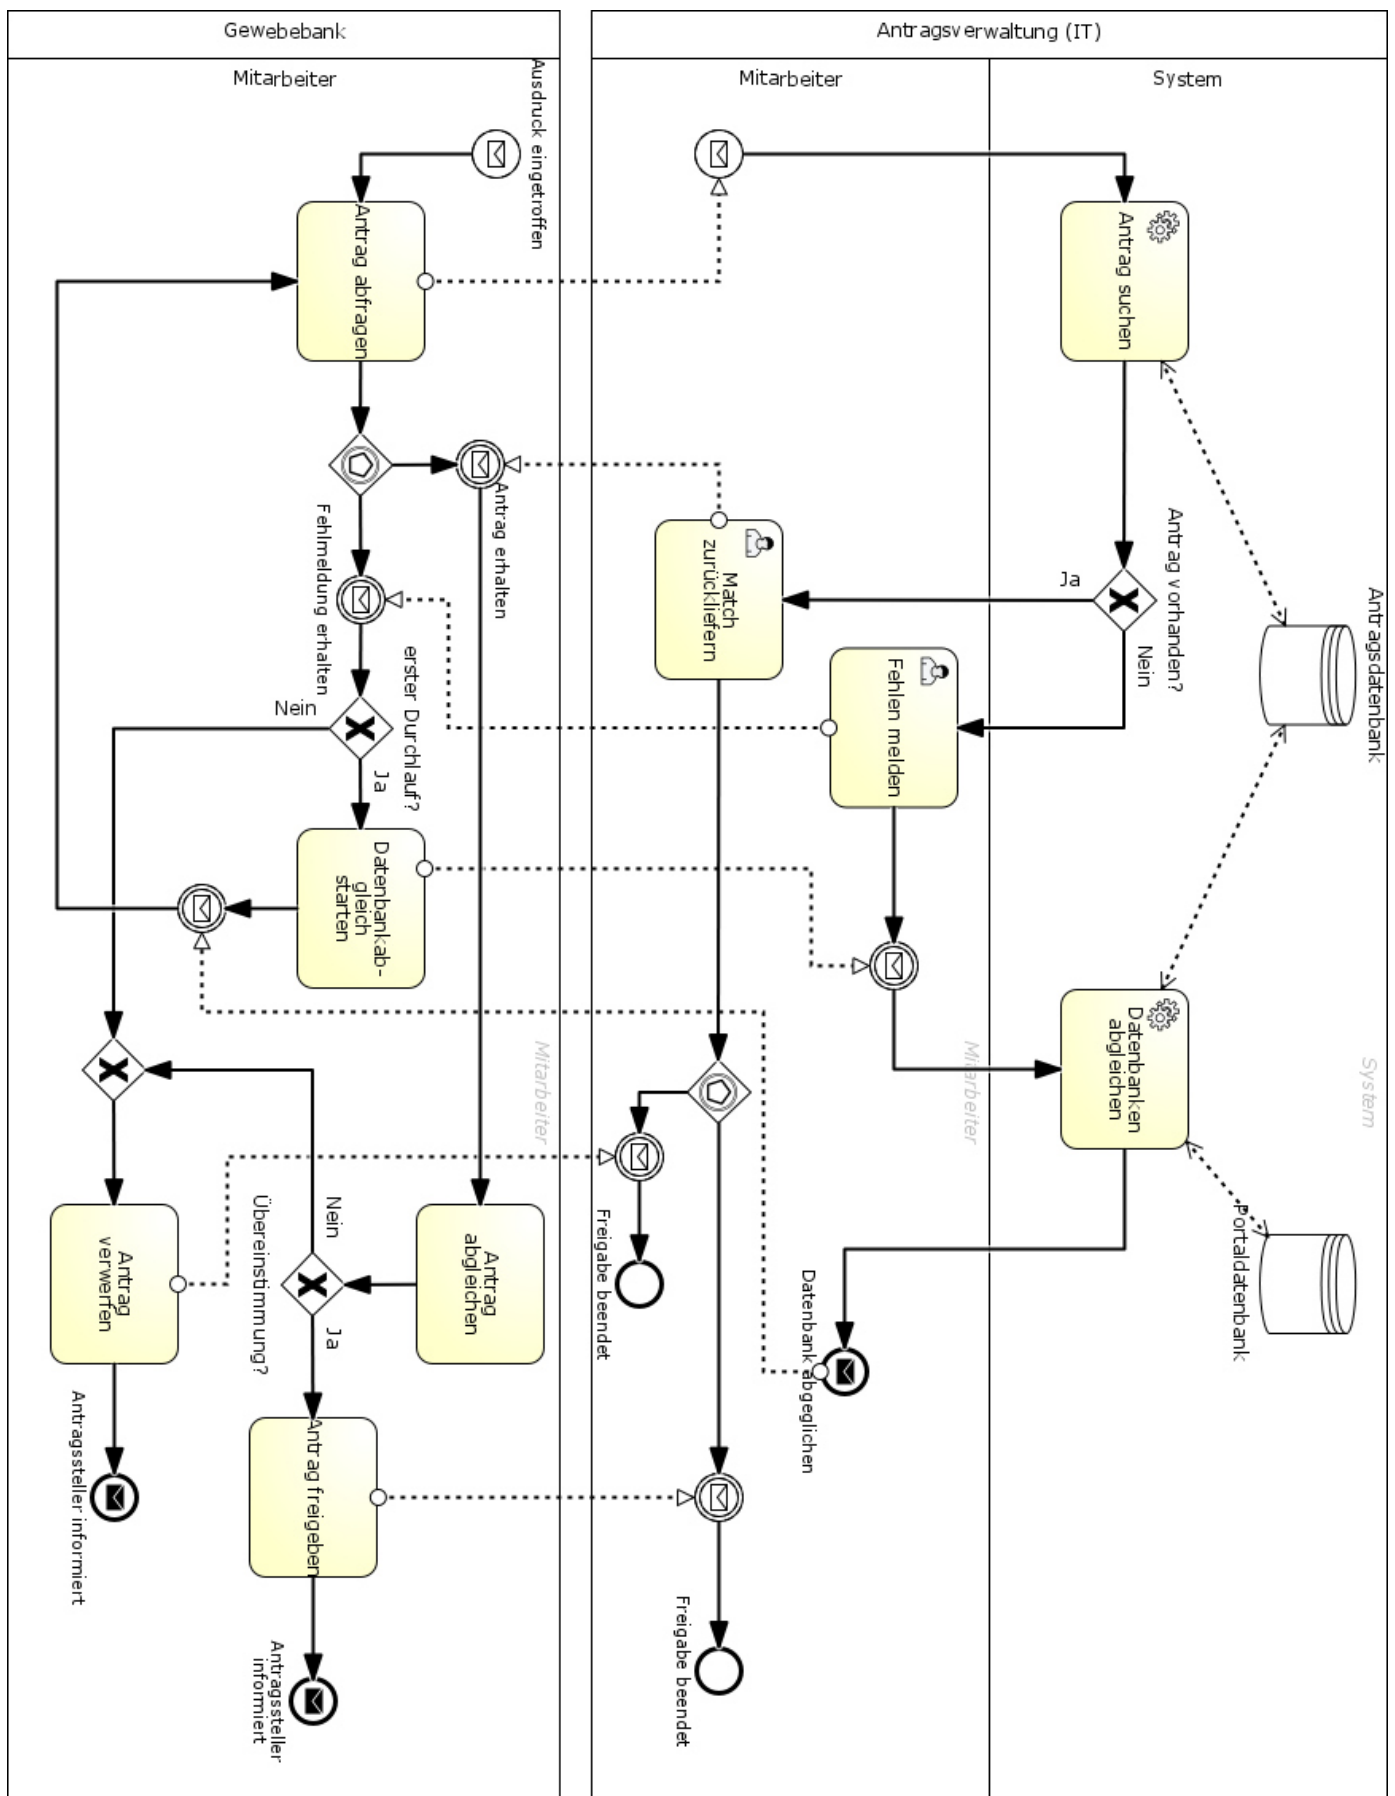 Gewebebank
Antragsverwaltung (IT)
Mitarbeiter
Mitarbeiter
System
Ausdruck eingetroffen
Antrag abfragen
Antrag suchen
Antrag erhalten
Fehlmeldung erhalten
Match
zurückliefern
Ja
Antrag vorhanden?
Nein
Antragsdatenbank
erster Durchlauf?
Nein
Ja
Fehlen melden
Datenbankab-
gleich
starten
Datenbanken
abgleichen
Mitarbeiter
Mitarbeiter
System
Portaldatenbank
Antrag
verwerfen
Nein
Übereinstimmung?
Ja
Antrag
abgleichen
Freigabe beendet
Datenbank abgeglichen
Antragssteller informiert
Antrag freigeben
Antragssteller
informiert
Freigabe beendet